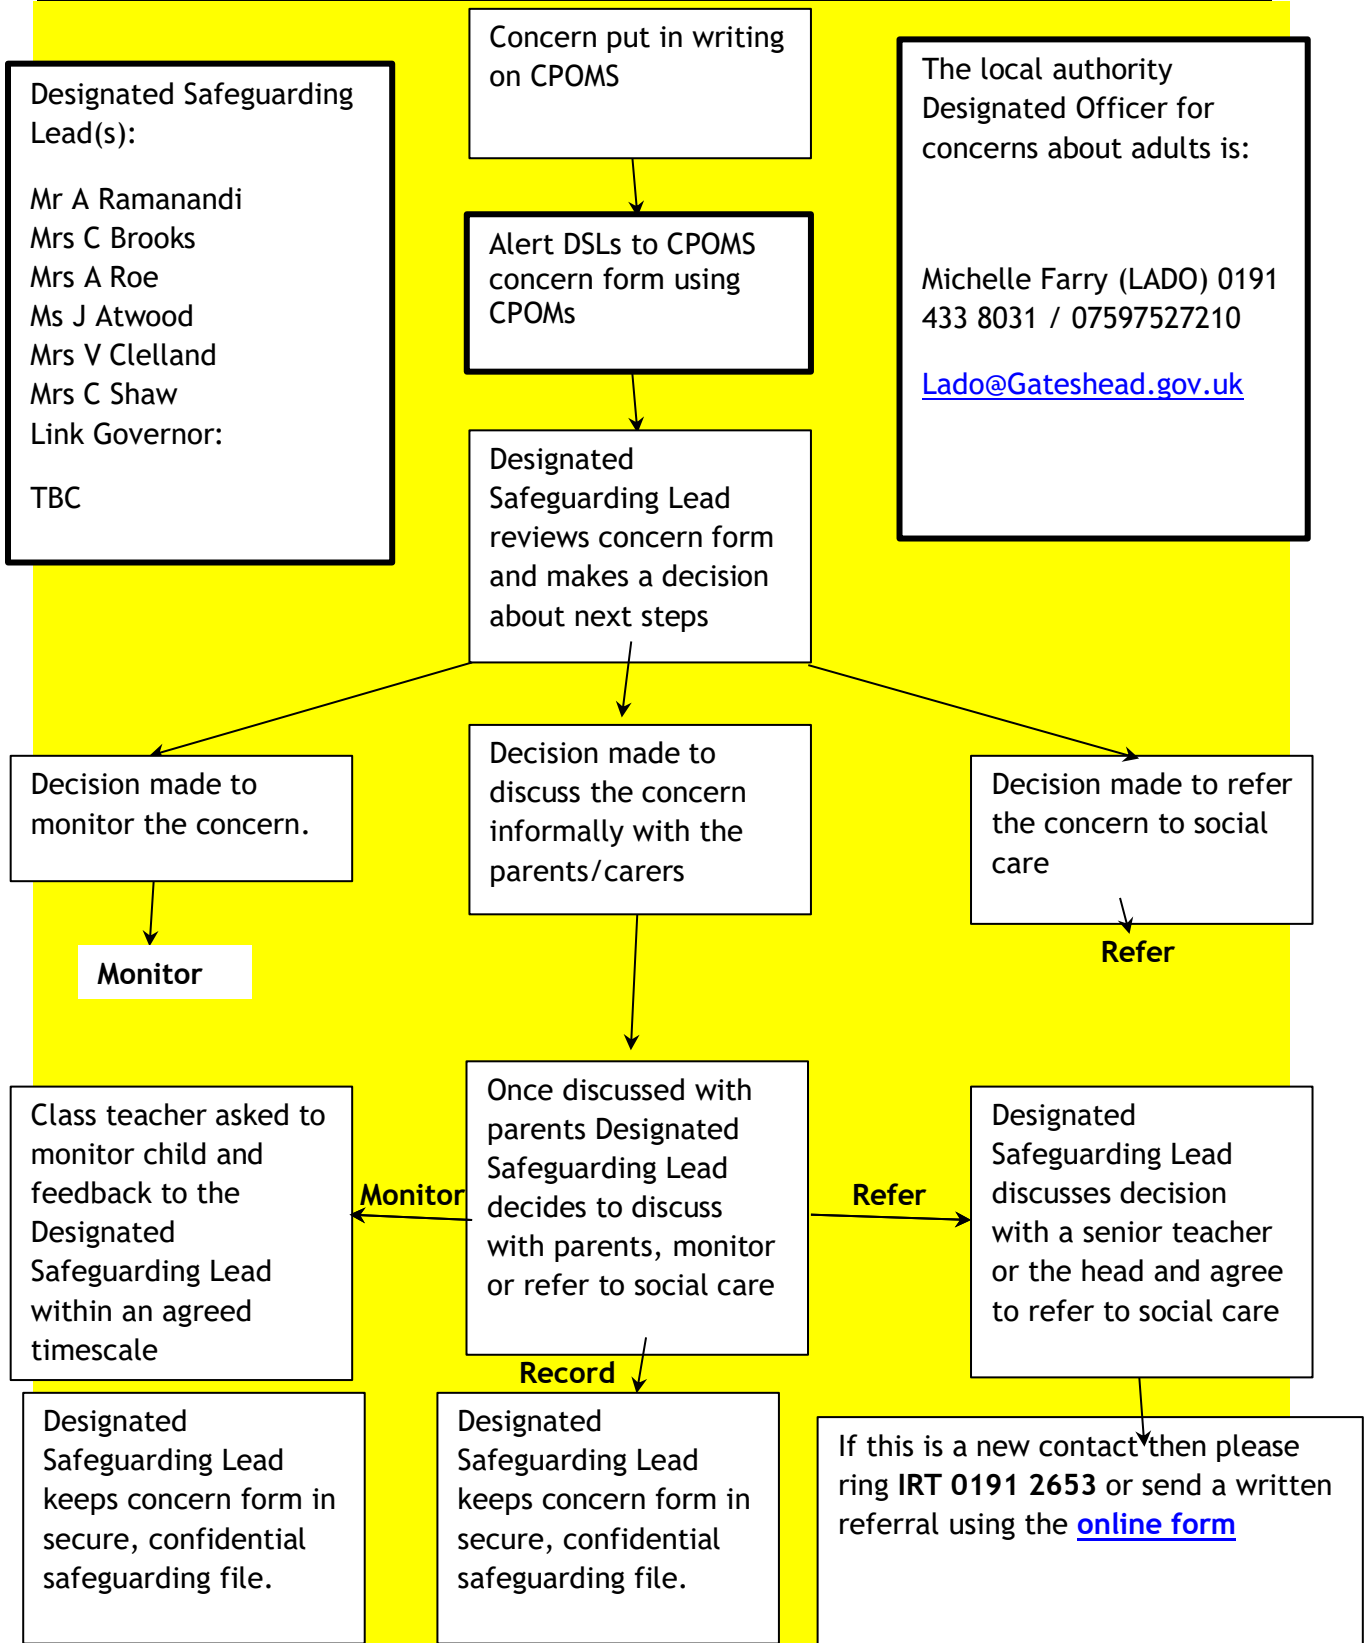 Concern put in writing
on CPOMS
Designated Safeguarding
Lead(s):
Mr A Ramanandi
Mrs C Brooks
Mrs A Roe
Ms J Atwood
Mrs V Clelland
Mrs C Shaw
Link Governor:
TBC
The local authority
Designated Officer for
concerns about adults is:
Michelle Farry (LADO) 0191
433 8031 / 07597527210
Lado@Gateshead.gov.uk
Alert DSLs to CPOMS
concern form using
CPOMs
Designated
Safeguarding Lead
reviews concern form
and makes a decision
about next steps
Decision made to
monitor the concern.
Decision made to
discuss the concern
informally with the
parents/carers
Decision made to refer
the concern to social
care
Monitor
Refer
Class teacher asked to
monitor child and
feedback to the
Designated
Safeguarding Lead
within an agreed
timescale
Monitor
Once discussed with
parents Designated
Safeguarding Lead
decides to discuss
with parents, monitor
or refer to social care
Refer
Designated
Safeguarding Lead
discusses decision
with a senior teacher
or the head and agree
to refer to social care
Record
Designated
Safeguarding Lead
keeps concern form in
secure, confidential
safeguarding file.
Designated
Safeguarding Lead
keeps concern form in
secure, confidential
safeguarding file.
If this is a new contact then please
ring IRT 0191 2653 or send a written
referral using the online form